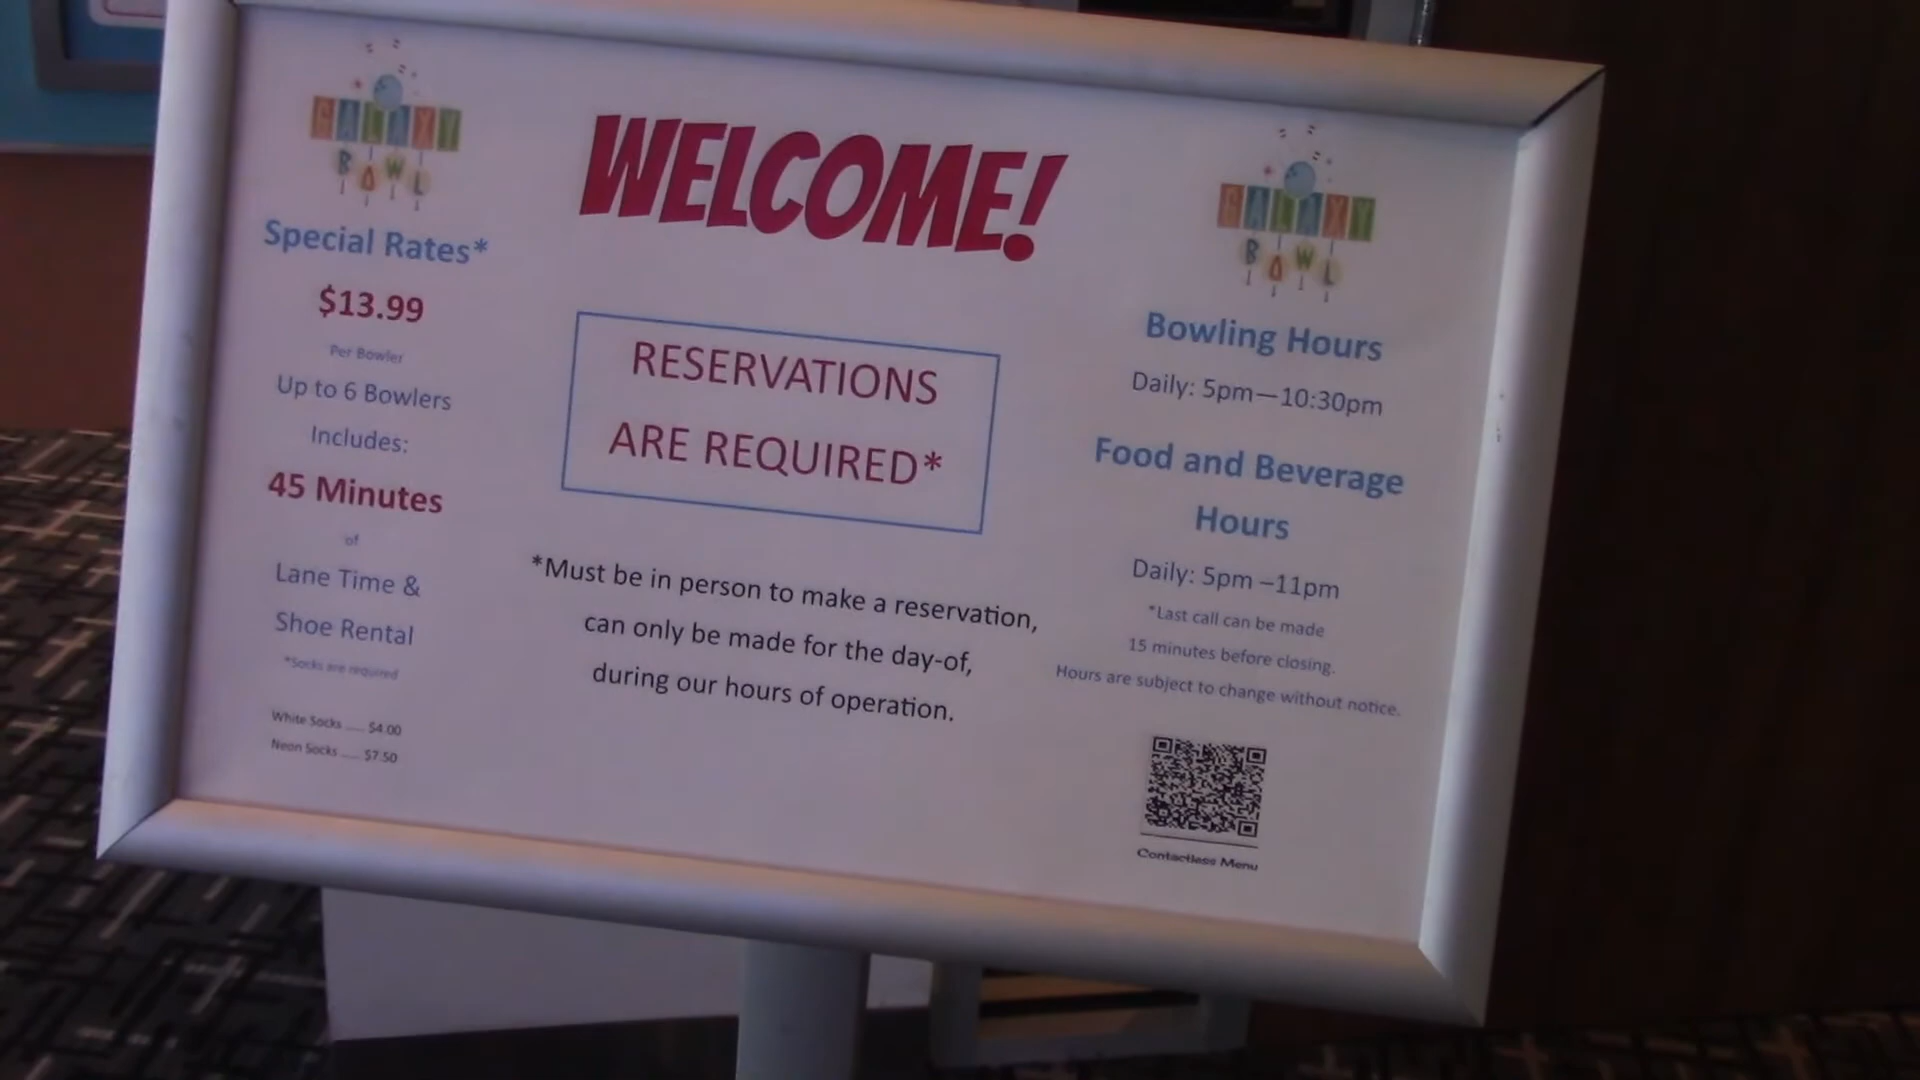 GALAXY
BOWL
Special Rates*
$13.99
Per Bowler
Up to 6 Bowlers
Includes:
45 Minutes
of
Lane Time &
Shoe Rental
*Socks are required
White Socks ..... $4.00
Neon Socks ..... $7.50
WELCOME!
RESERVATIONS
ARE REQUIRED*
*Must be in person to make a reservation,
can only be made for the day-of,
during our hours of operation.
GALAXY
BOWL
Bowling Hours
Daily: 5pm—10:30pm
Food and Beverage
Hours
Daily: 5pm –11pm
*Last call can be made
15 minutes before closing.
Hours are subject to change without notice.
Contactless Menu